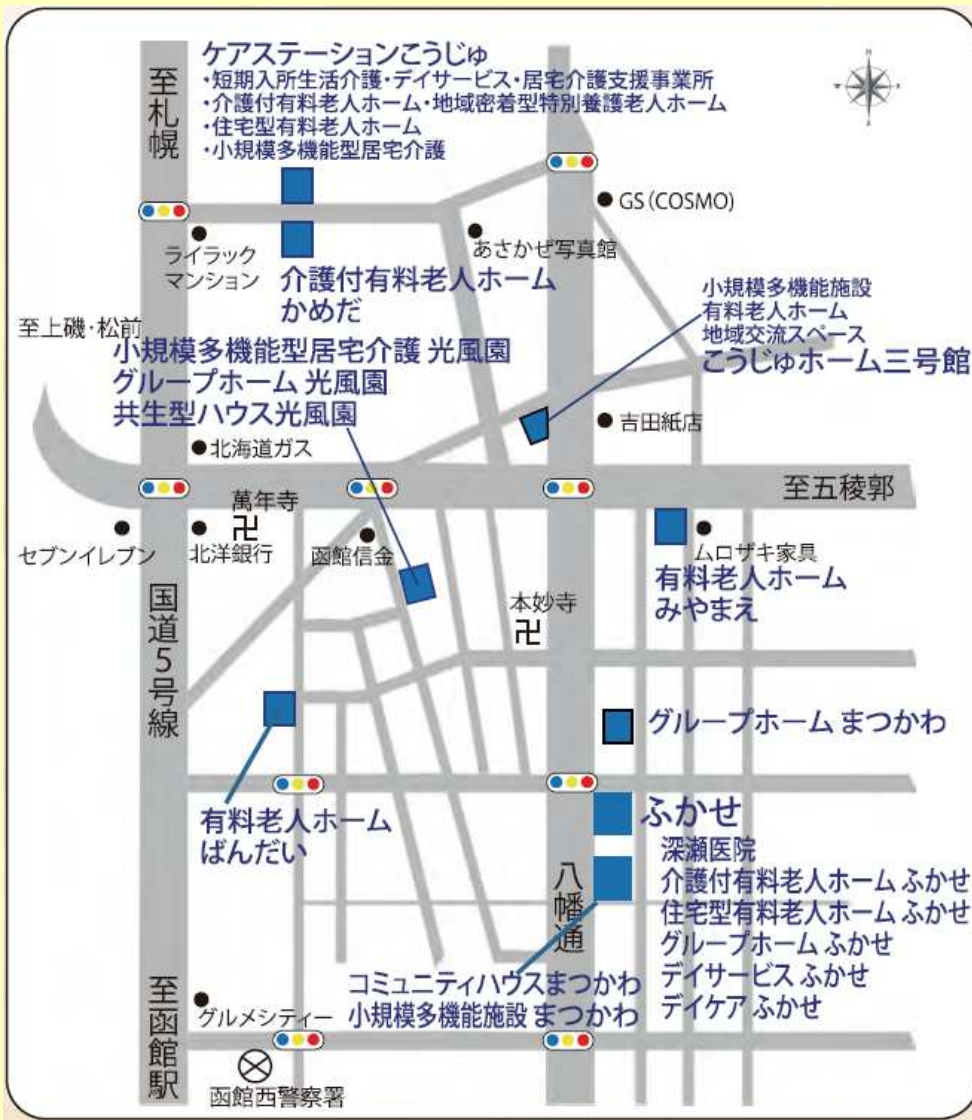 ケアステーションこうじゅ
・短期入所生活介護・デイサービス・居宅介護支援事業所
・介護付有料老人ホーム・地域密着型特別養護老人ホーム
・住宅型有料老人ホーム
・小規模多機能型居宅介護
至札幌
N
W
E
S
GS(COSMO)
ライラック
マンション
あさかぜ写真館
介護付有料老人ホーム
かめだ
小規模多機能施設
有料老人ホーム
地域交流スペース
こうじゅホーム三号館
至上磯・松前
小規模多機能型居宅介護 光風園
グループホーム 光風園
共生型ハウス光風園
吉田紙店
北海道ガス
至五稜郭
萬年寺
卍
セブンイレブン
北洋銀行
函館信金
ムロザキ家具
有料老人ホーム
みやまえ
本妙寺
卍
国道5号線
グループホーム まつかわ
有料老人ホーム
ばんだい
ふかせ
深瀬医院
介護付有料老人ホーム ふかせ
住宅型有料老人ホーム ふかせ
グループホーム ふかせ
デイサービス ふかせ
デイケア ふかせ
八幡通
コミュニティハウスまつかわ
小規模多機能施設 まつかわ
至函館駅
グルメシティー
函館西警察署